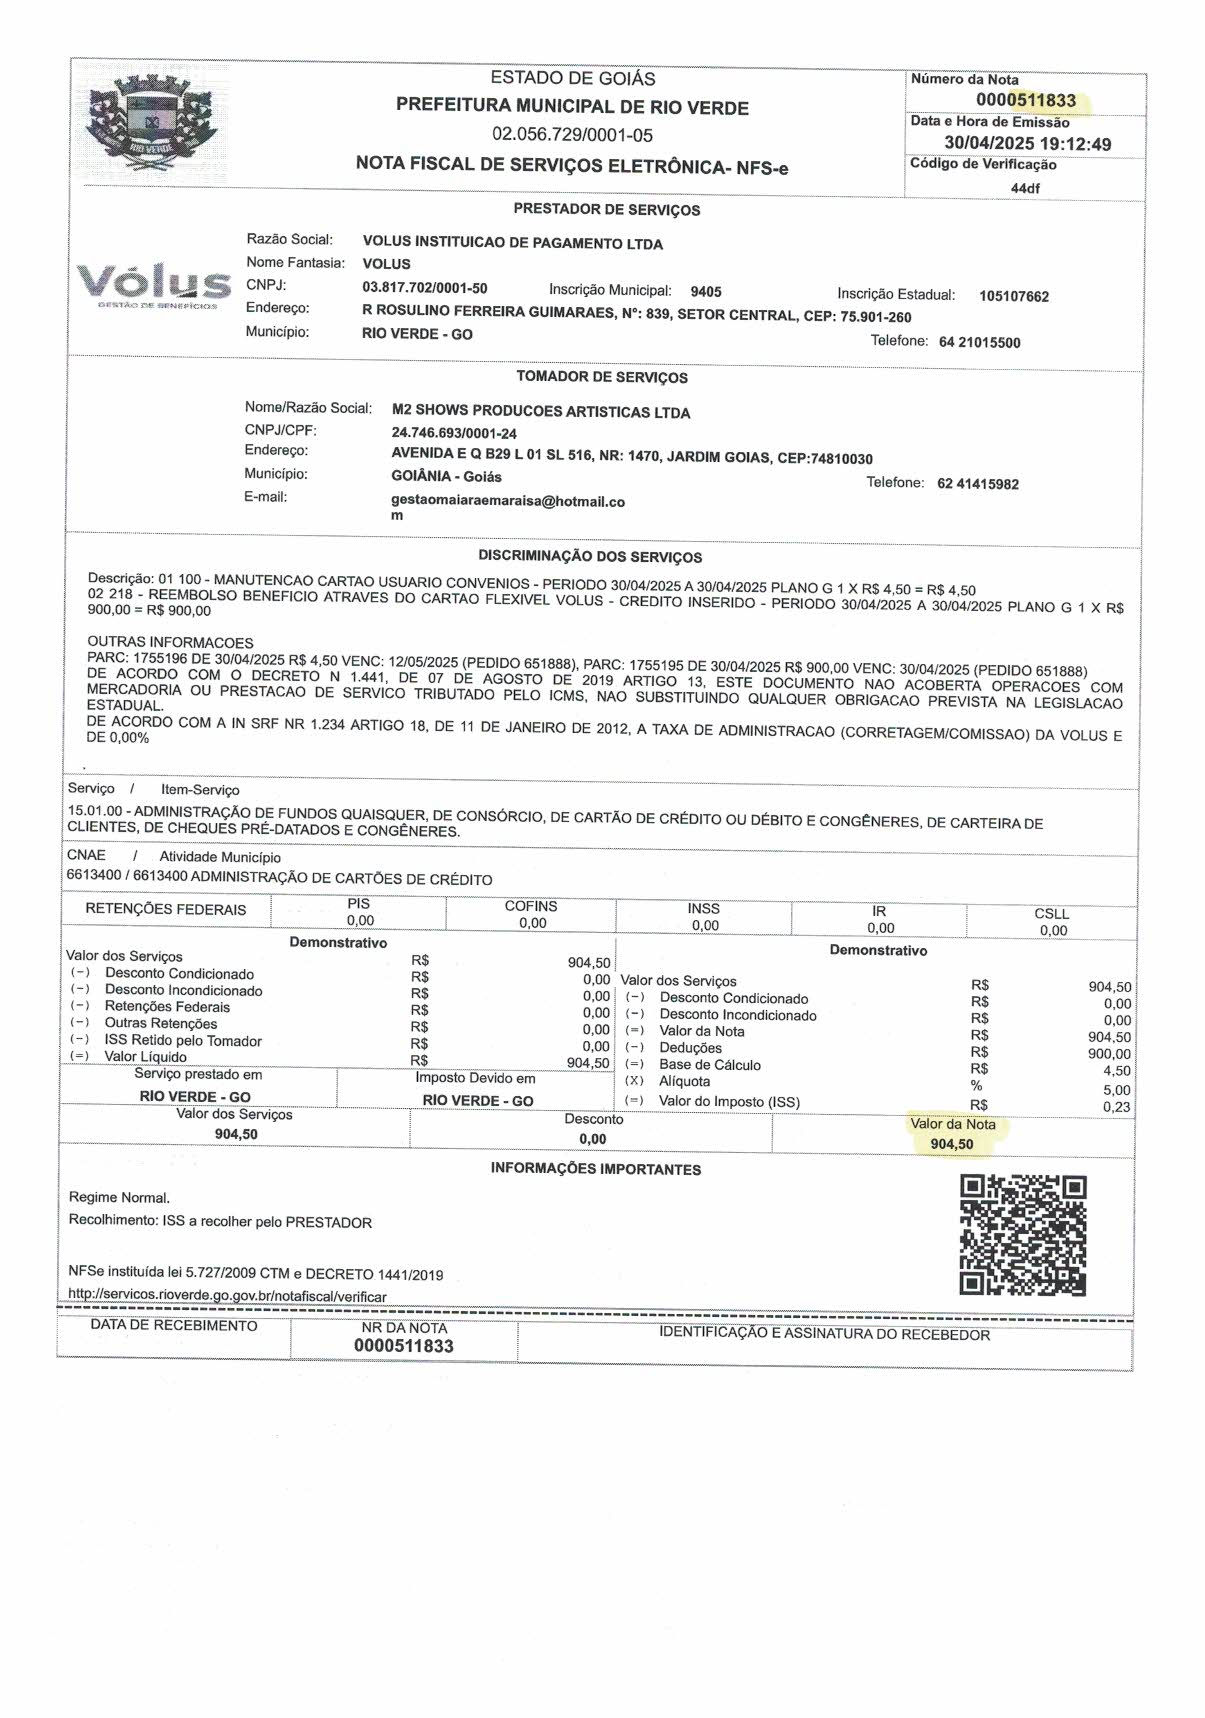 ESTADO DE GOIÁS
PREFEITURA MUNICIPAL DE RIO VERDE
02.056.729/0001-05
NOTA FISCAL DE SERVIÇOS ELETRÔNICA- NFS-e
RIO VERDE
Número da Nota
0000511833
Data e Hora de Emissão
30/04/2025 19:12:49
Código de Verificação
44df
PRESTADOR DE SERVIÇOS
Vólus
GESTÃO DE BENEFÍCIOS
Razão Social: VOLUS INSTITUICAO DE PAGAMENTO LTDA
Nome Fantasia: VOLUS
CNPJ: 03.817.702/0001-50 Inscrição Municipal: 9405 Inscrição Estadual: 105107662
Endereço: R ROSULINO FERREIRA GUIMARAES, Nº: 839, SETOR CENTRAL, CEP: 75.901-260
Município: RIO VERDE - GO Telefone: 64 21015500
TOMADOR DE SERVIÇOS
Nome/Razão Social: M2 SHOWS PRODUCOES ARTISTICAS LTDA
CNPJ/CPF: 24.746.693/0001-24
Endereço: AVENIDA E Q B29 L 01 SL 516, NR: 1470, JARDIM GOIAS, CEP:74810030
Município: GOIÂNIA - Goiás Telefone: 62 41415982
E-mail: gestaomaiaraemaraisa@hotmail.co
m
DISCRIMINAÇÃO DOS SERVIÇOS
Descrição: 01 100 - MANUTENCAO CARTAO USUARIO CONVENIOS - PERIODO 30/04/2025 A 30/04/2025 PLANO G 1 X R$ 4,50 = R$ 4,50
02 218 - REEMBOLSO BENEFICIO ATRAVES DO CARTAO FLEXIVEL VOLUS - CREDITO INSERIDO - PERIODO 30/04/2025 A 30/04/2025 PLANO G 1 X R$
900,00 = R$ 900,00
OUTRAS INFORMACOES
PARC: 1755196 DE 30/04/2025 R$ 4,50 VENC: 12/05/2025 (PEDIDO 651888), PARC: 1755195 DE 30/04/2025 R$ 900,00 VENC: 30/04/2025 (PEDIDO 651888)
DE ACORDO COM O DECRETO N 1.441, DE 07 DE AGOSTO DE 2019 ARTIGO 13, ESTE DOCUMENTO NAO ACOBERTA OPERACOES COM
MERCADORIA OU PRESTACAO DE SERVICO TRIBUTADO PELO ICMS, NAO SUBSTITUINDO QUALQUER OBRIGACAO PREVISTA NA LEGISLACAO
ESTADUAL.
DE ACORDO COM A IN SRF NR 1.234 ARTIGO 18, DE 11 DE JANEIRO DE 2012, A TAXA DE ADMINISTRACAO (CORRETAGEM/COMISSAO) DA VOLUS E
DE 0,00%
.
Serviço / Item-Serviço
15.01.00 - ADMINISTRAÇÃO DE FUNDOS QUAISQUER, DE CONSÓRCIO, DE CARTÃO DE CRÉDITO OU DÉBITO E CONGÊNERES, DE CARTEIRA DE
CLIENTES, DE CHEQUES PRÉ-DATADOS E CONGÊNERES.
CNAE / Atividade Município
6613400 / 6613400 ADMINISTRAÇÃO DE CARTÕES DE CRÉDITO
RETENÇÕES FEDERAIS PIS COFINS INSS IR CSLL
0,00 0,00 0,00 0,00 0,00
Demonstrativo
Valor dos Serviços R$ 904,50
(-) Desconto Condicionado R$ 0,00
(-) Desconto Incondicionado R$ 0,00
(-) Retenções Federais R$ 0,00
(-) Outras Retenções R$ 0,00
(-) ISS Retido pelo Tomador R$ 0,00
(=) Valor Líquido R$ 904,50
Demonstrativo
Valor dos Serviços R$ 904,50
(-) Desconto Condicionado R$ 0,00
(-) Desconto Incondicionado R$ 0,00
(=) Valor da Nota R$ 904,50
(-) Deduções R$ 900,00
(=) Base de Cálculo R$ 4,50
(X) Alíquota % 5,00
(=) Valor do Imposto (ISS) R$ 0,23
Serviço prestado em Imposto Devido em
RIO VERDE - GO RIO VERDE - GO
Valor dos Serviços Desconto Valor da Nota
904,50 0,00 904,50
INFORMAÇÕES IMPORTANTES
Regime Normal.
Recolhimento: ISS a recolher pelo PRESTADOR
NFSe instituída lei 5.727/2009 CTM e DECRETO 1441/2019
http://servicos.rioverde.go.gov.br/notafiscal/verificar
DATA DE RECEBIMENTO NR DA NOTA IDENTIFICAÇÃO E ASSINATURA DO RECEBEDOR
0000511833